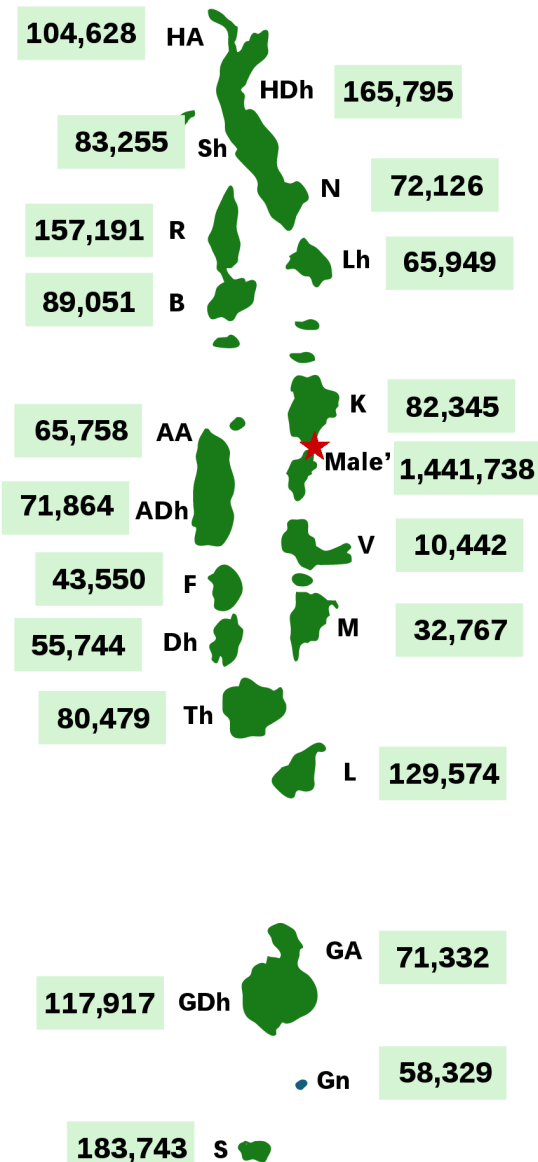 104,628 HA
HDh 165,795
83,255 Sh
N 72,126
157,191 R
Lh 65,949
89,051 B
K 82,345
65,758 AA
Male’ 1,441,738
71,864 ADh
V 10,442
43,550 F
M 32,767
55,744 Dh
80,479 Th
L 129,574
GA 71,332
117,917 GDh
Gn 58,329
183,743 S